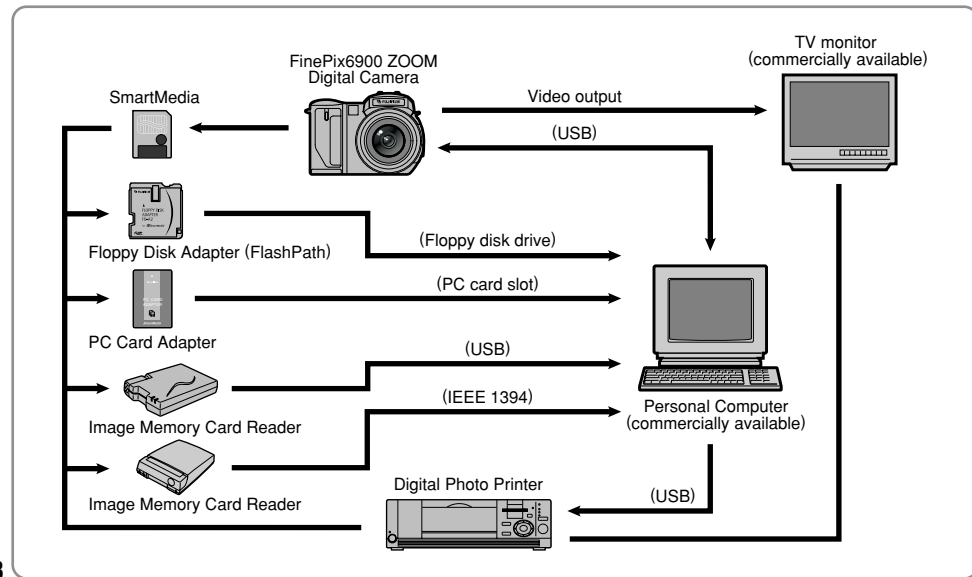 FinePix6900 ZOOM
Digital Camera
TV monitor
(commercially available)
SmartMedia
Video output
(USB)
Floppy Disk Adapter (FlashPath)
(Floppy disk drive)
PC Card Adapter
(PC card slot)
(USB)
Image Memory Card Reader
(IEEE 1394)
Personal Computer
(commercially available)
Image Memory Card Reader
Digital Photo Printer
(USB)